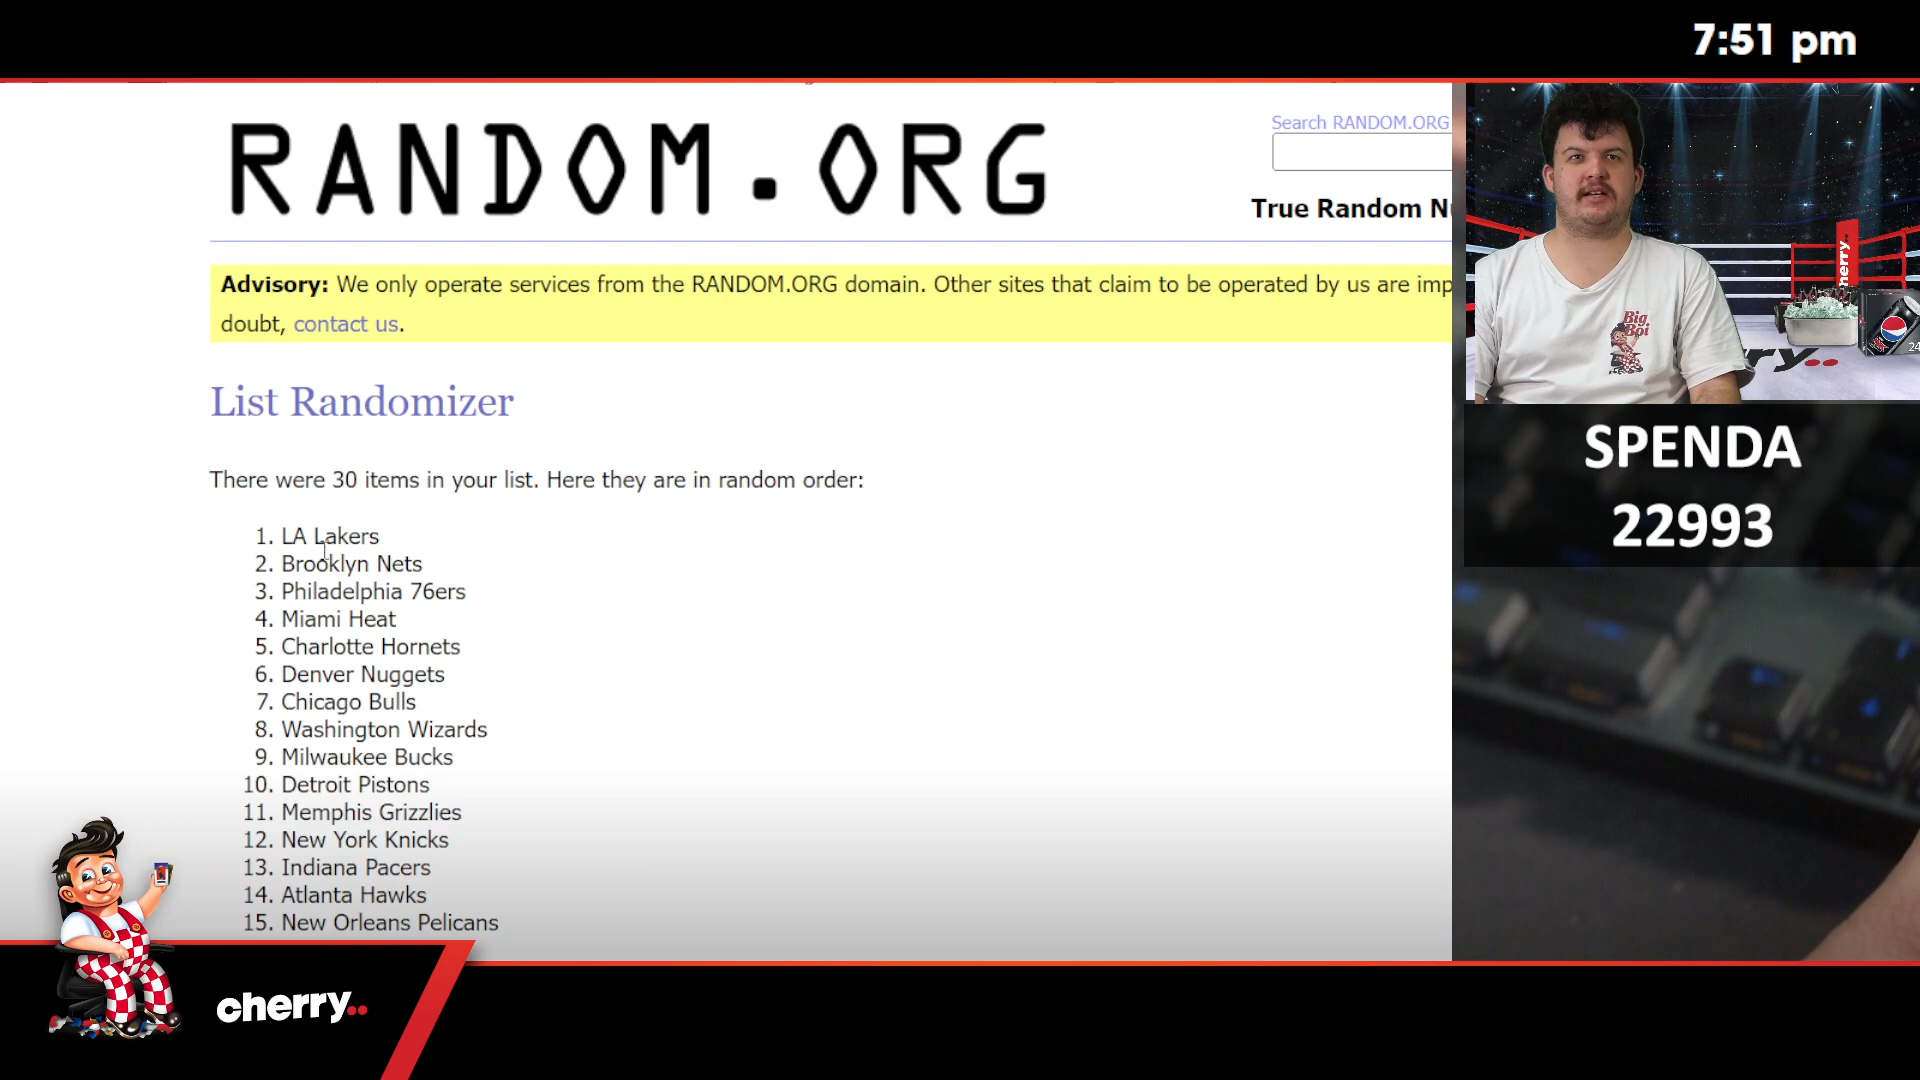 7:51 pm
RANDOM.ORG
Search RANDOM.ORG
True Random Nu
Advisory: We only operate services from the RANDOM.ORG domain. Other sites that claim to be operated by us are imp
doubt, contact us.
List Randomizer
There were 30 items in your list. Here they are in random order:
1. LA Lakers
2. Brooklyn Nets
3. Philadelphia 76ers
4. Miami Heat
5. Charlotte Hornets
6. Denver Nuggets
7. Chicago Bulls
8. Washington Wizards
9. Milwaukee Bucks
10. Detroit Pistons
11. Memphis Grizzlies
12. New York Knicks
13. Indiana Pacers
14. Atlanta Hawks
15. New Orleans Pelicans
cherry..
Big
Boi
herry..
ry..
24
SPENDA
22993